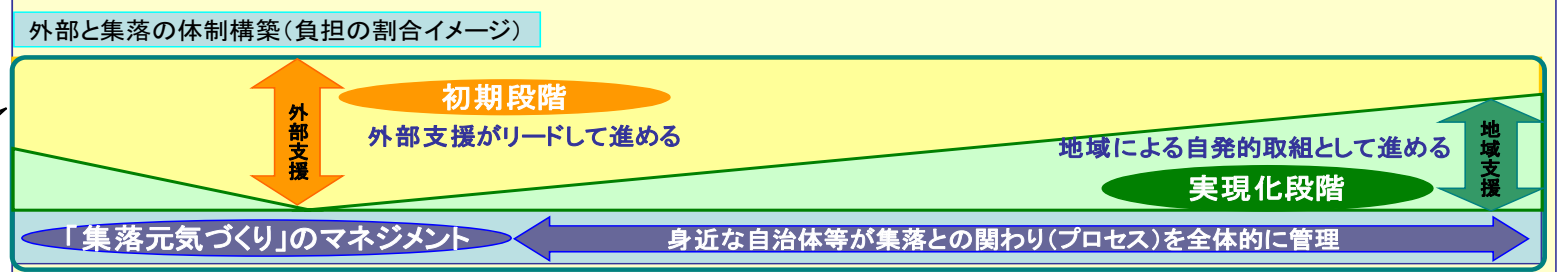 外部と集落の体制構築(負担の割合イメージ)
外部支援
初期段階
外部支援がリードして進める
地域による自発的取組として進める
実現化段階
地域支援
「集落元気づくり」のマネジメント
身近な自治体等が集落との関わり(プロセス)を全体的に管理